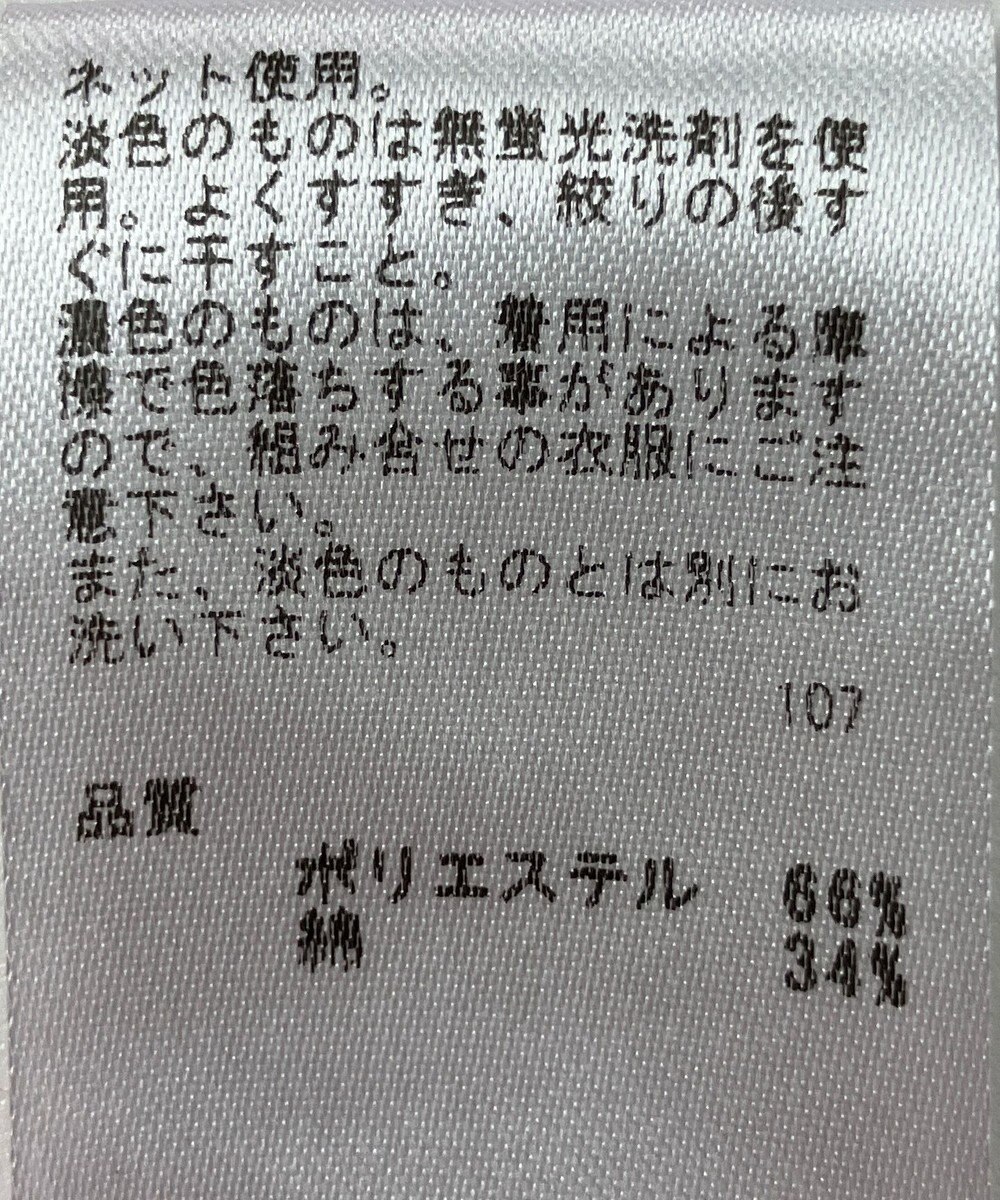 ネット使用。
淡色のものは無蛍光洗剤を使
用。よくすすぎ、絞りの後す
ぐに干すこと。
濃色のものは、着用による摩
擦で色落ちする事があります
ので、組み合せの衣服にご注
意下さい。
また、淡色のものとは別にお
洗い下さい。
107
品質
ポリエステル 66%
綿 34%